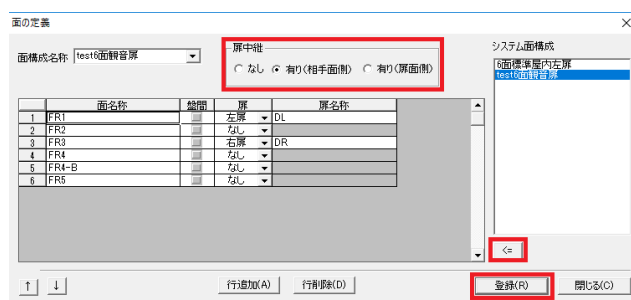 面の定義
×
面構成名称 test6面観音扉
扉中継
なし 有り(相手面側) 有り(扉面側)
システム面構成
6面標準屋内左扉
test6面観音扉
面名称 盤間 扉 扉名称
1 FR1 左扉 DL
2 FR2 なし
3 FR3 右扉 DR
4 FR4 なし
5 FR4-B なし
6 FR5 なし
<=
↑ ↓ 行追加(A) 行削除(D) 登録(R) 閉じる(C)